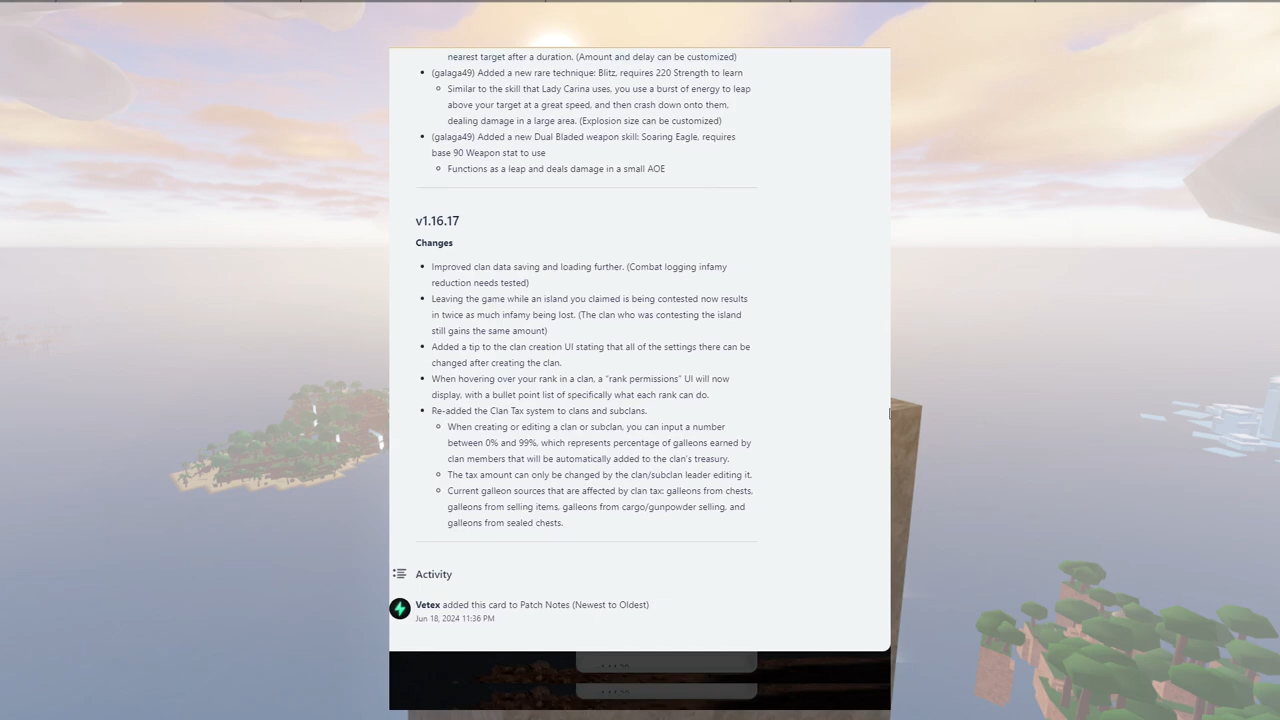 nearest target after a duration. (Amount and delay can be customized)
(galaga49) Added a new rare technique: Blitz, requires 220 Strength to learn
Similar to the skill that Lady Carina uses, you use a burst of energy to leap
above your target at a great speed, and then crash down onto them,
dealing damage in a large area. (Explosion size can be customized)
(galaga49) Added a new Dual Bladed weapon skill: Soaring Eagle, requires
base 90 Weapon stat to use
Functions as a leap and deals damage in a small AOE
v1.16.17
Changes
Improved clan data saving and loading further. (Combat logging infamy
reduction needs tested)
Leaving the game while an island you claimed is being contested now results
in twice as much infamy being lost. (The clan who was contesting the island
still gains the same amount)
Added a tip to the clan creation UI stating that all of the settings there can be
changed after creating the clan.
When hovering over your rank in a clan, a “rank permissions” UI will now
display, with a bullet point list of specifically what each rank can do.
Re-added the Clan Tax system to clans and subclans.
When creating or editing a clan or subclan, you can input a number
between 0% and 99%, which represents percentage of galleons earned by
clan members that will be automatically added to the clan's treasury.
The tax amount can only be changed by the clan/subclan leader editing it.
Current galleon sources that are affected by clan tax: galleons from chests,
galleons from selling items, galleons from cargo/gunpowder selling, and
galleons from sealed chests.
Activity
Vetex added this card to Patch Notes (Newest to Oldest)
Jun 18, 2024 11:36 PM